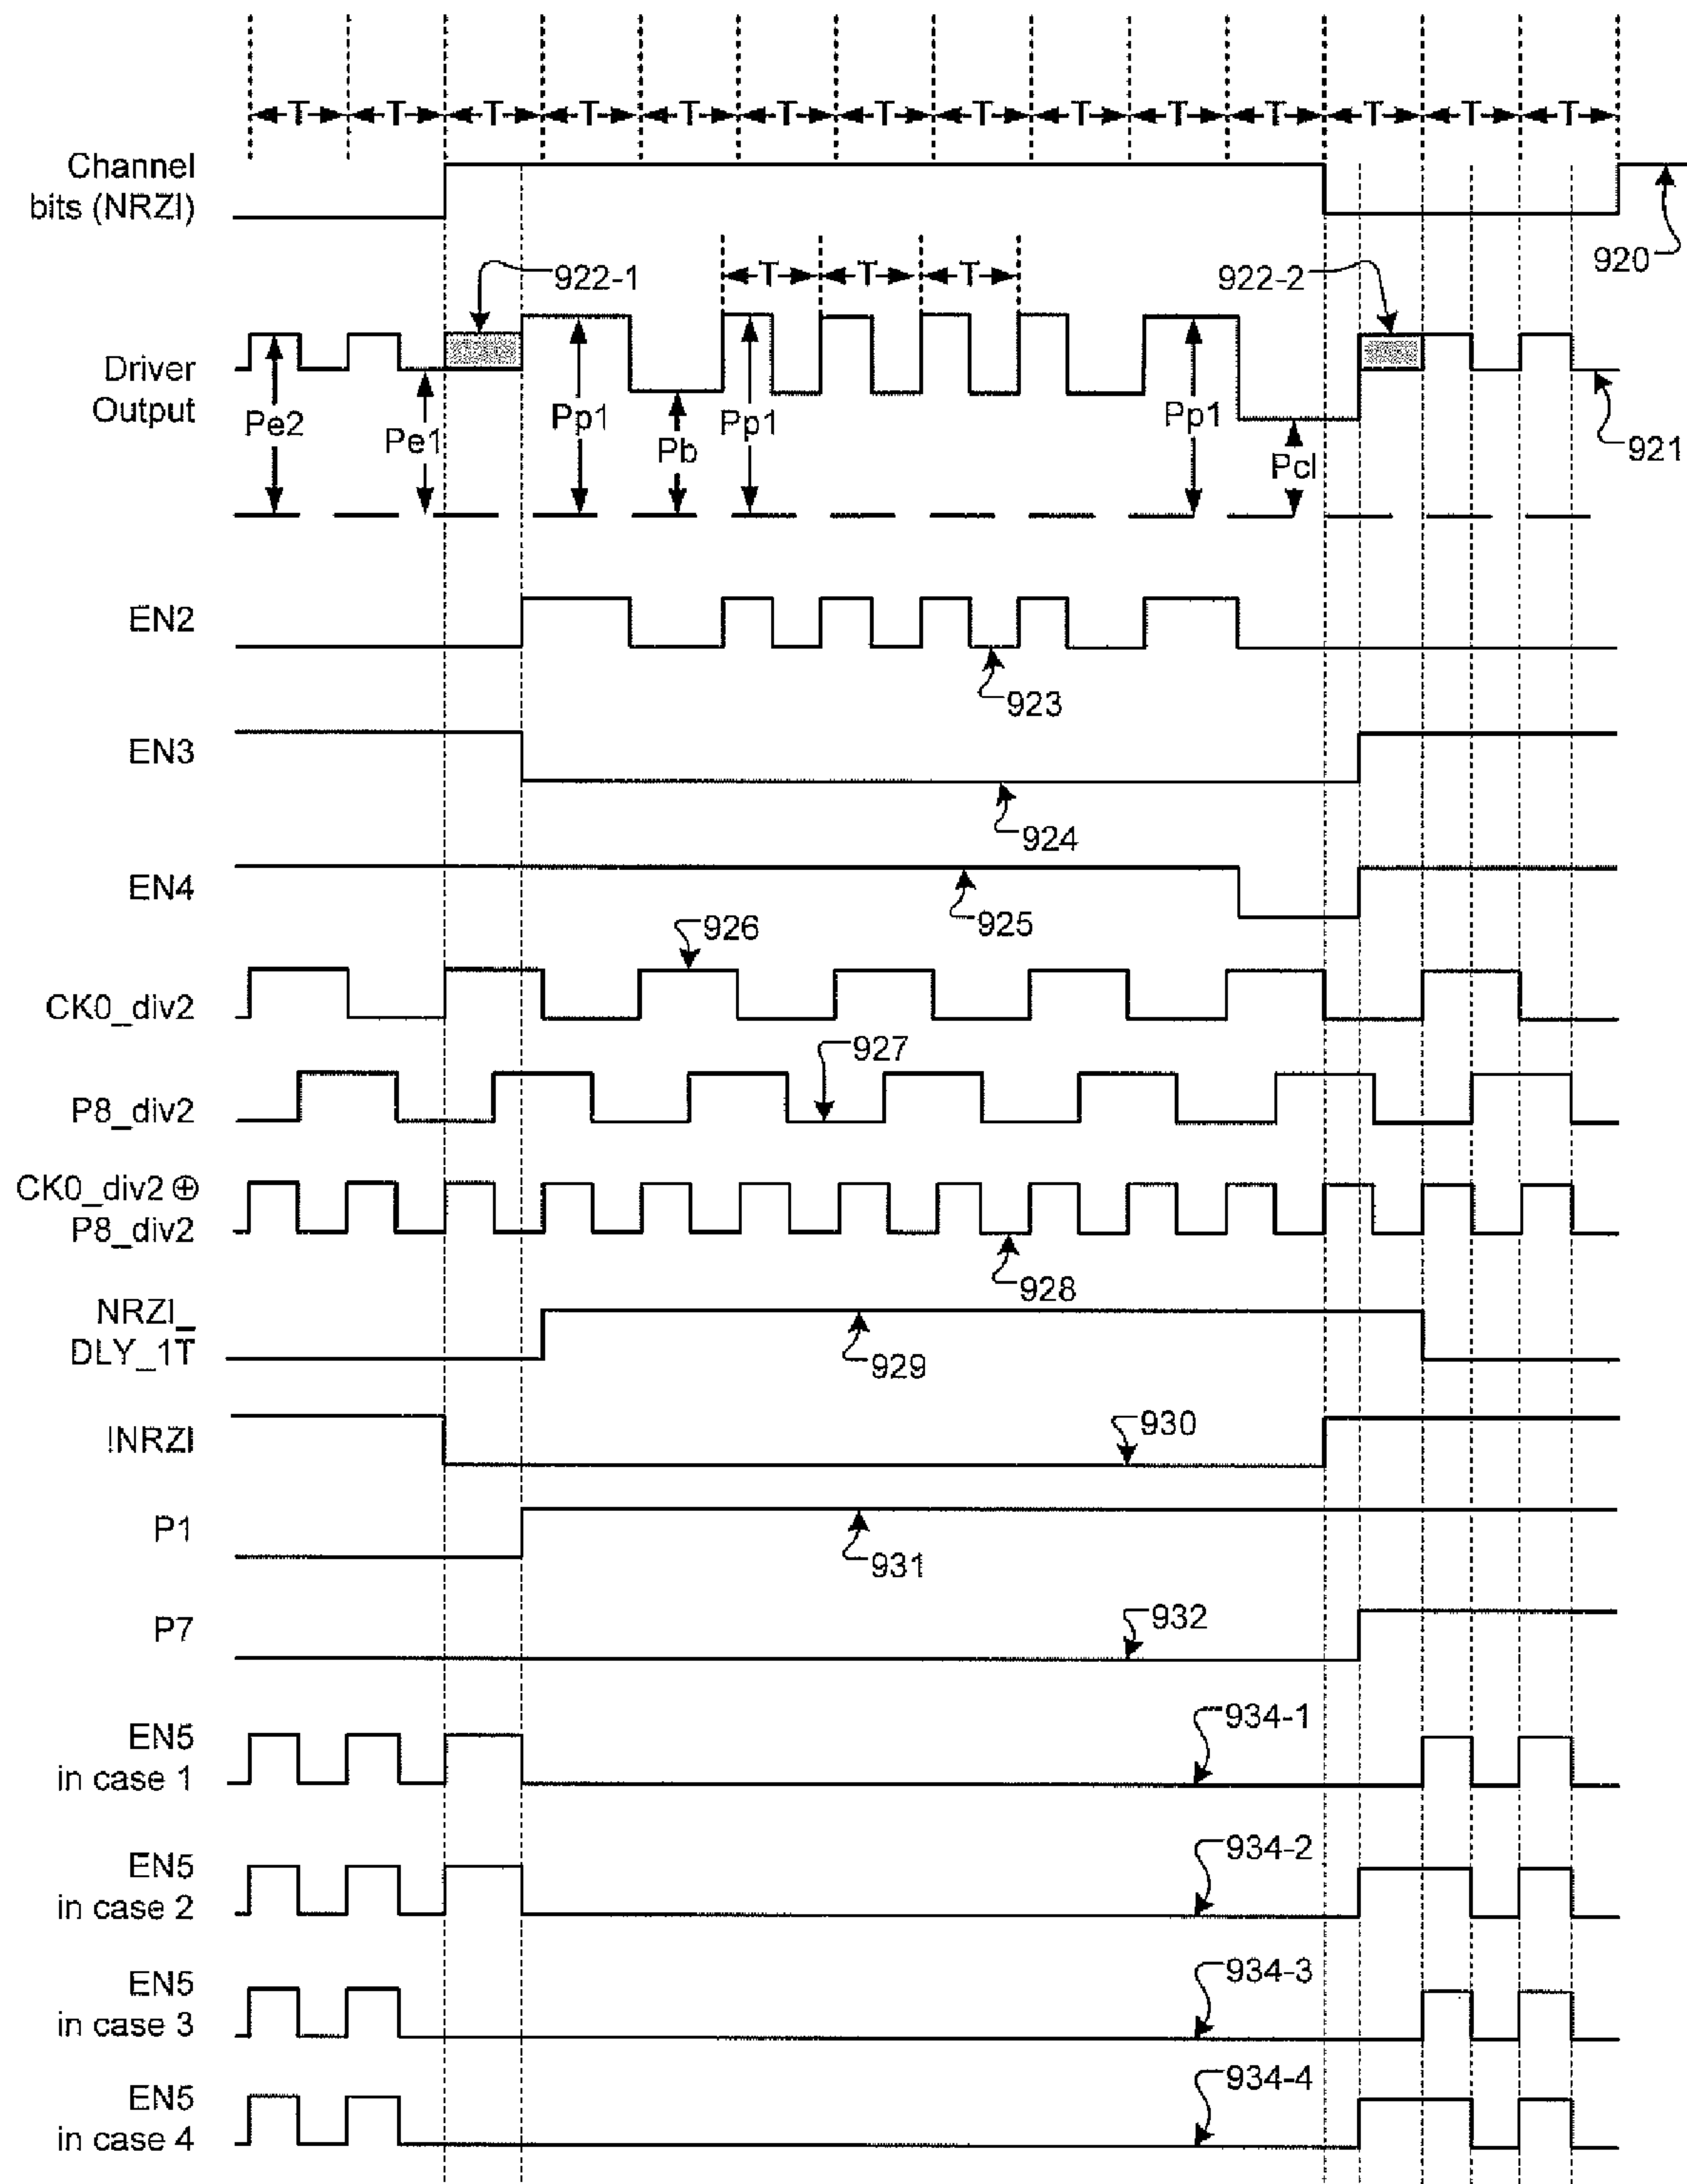 T T T T T T T T T T T T T T
Channel
bits (NRZI)
920
T T T
922-1
922-2
Driver
Output
Pe2
Pe1
Pp1
Pb
Pp1
Pp1
Pcl
921
EN2
923
EN3
924
EN4
925
926
CK0_div2
927
P8_div2
CK0_div2 ⊕
P8_div2
928
NRZI_
DLY_1T
929
!NRZI
930
P1
931
P7
932
EN5
in case 1
934-1
EN5
in case 2
934-2
EN5
in case 3
934-3
EN5
in case 4
934-4